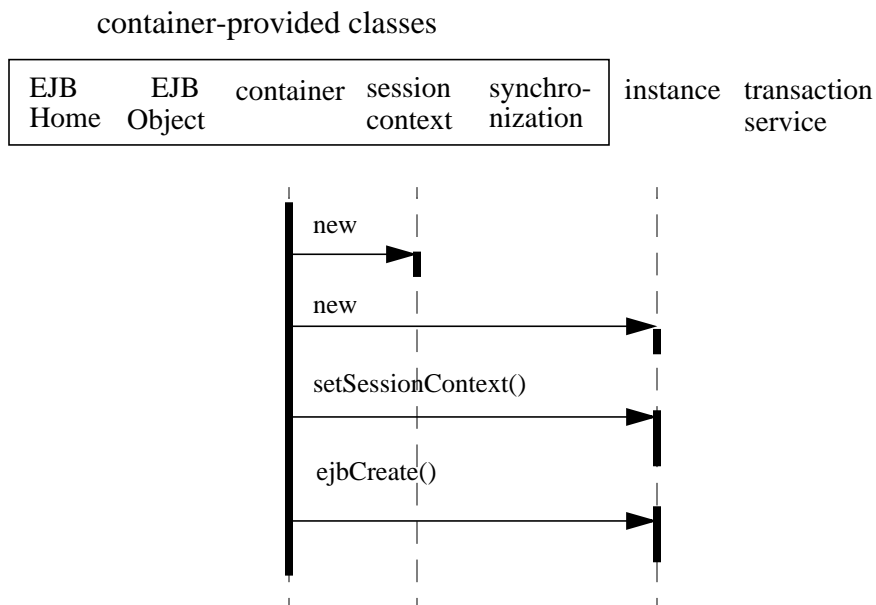 container-provided classes
EJB Home
EJB Object
container
session context
synchro-
nization
instance
transaction service
new
new
setSessionContext()
ejbCreate()